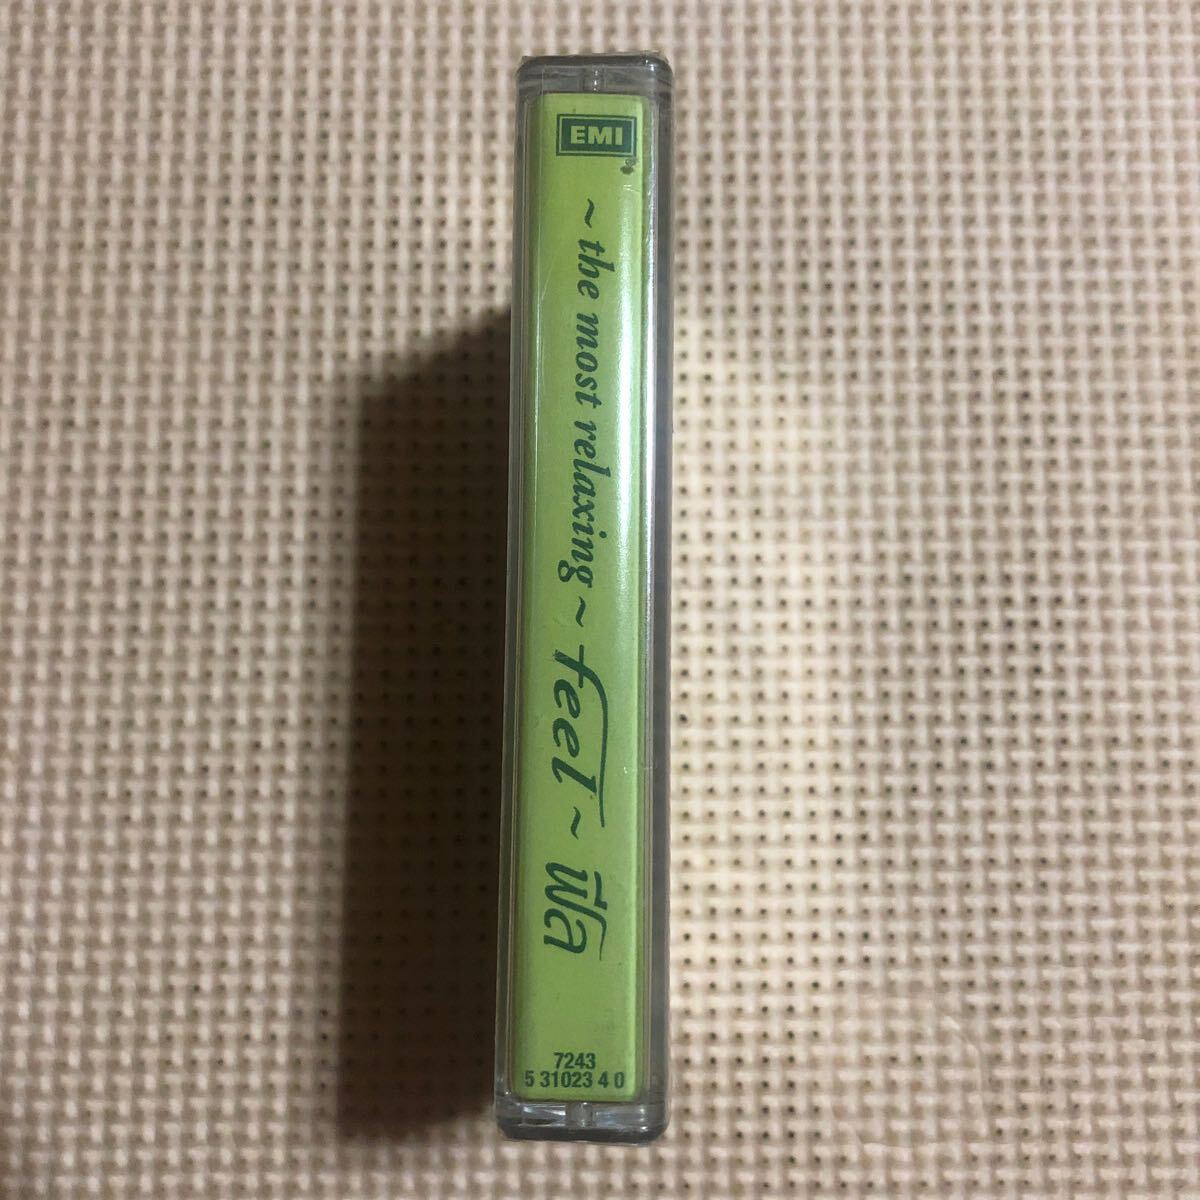 EMI
~ the most relaxing ~ feel ~ ฟีล
7243
5 31023 4 0